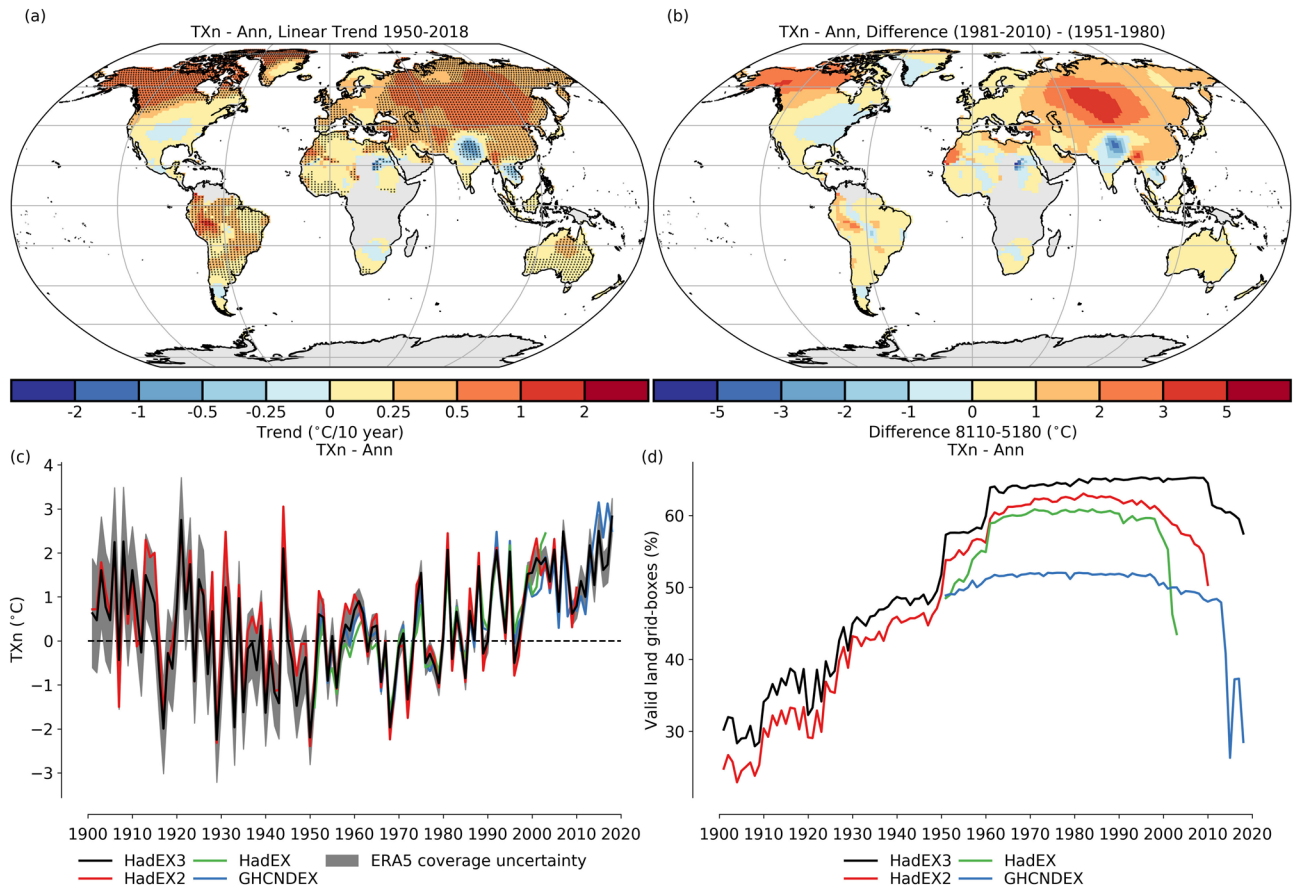 (a)
TXn - Ann, Linear Trend 1950-2018
-2 -1 -0.5 -0.25 0 0.25 0.5 1 2
Trend (°C/10 year)
(b)
TXn - Ann, Difference (1981-2010) - (1951-1980)
-5 -3 -2 -1 0 1 2 3 5
Difference 8110-5180 (°C)
(c)
TXn - Ann
TXn (°C)
4
3
2
1
0
−1
−2
−3
1900 1910 1920 1930 1940 1950 1960 1970 1980 1990 2000 2010 2020
HadEX3 HadEX ERA5 coverage uncertainty
HadEX2 GHCNDEX
(d)
TXn - Ann
Valid land grid-boxes (%)
60
50
40
30
1900 1910 1920 1930 1940 1950 1960 1970 1980 1990 2000 2010 2020
HadEX3 HadEX
HadEX2 GHCNDEX